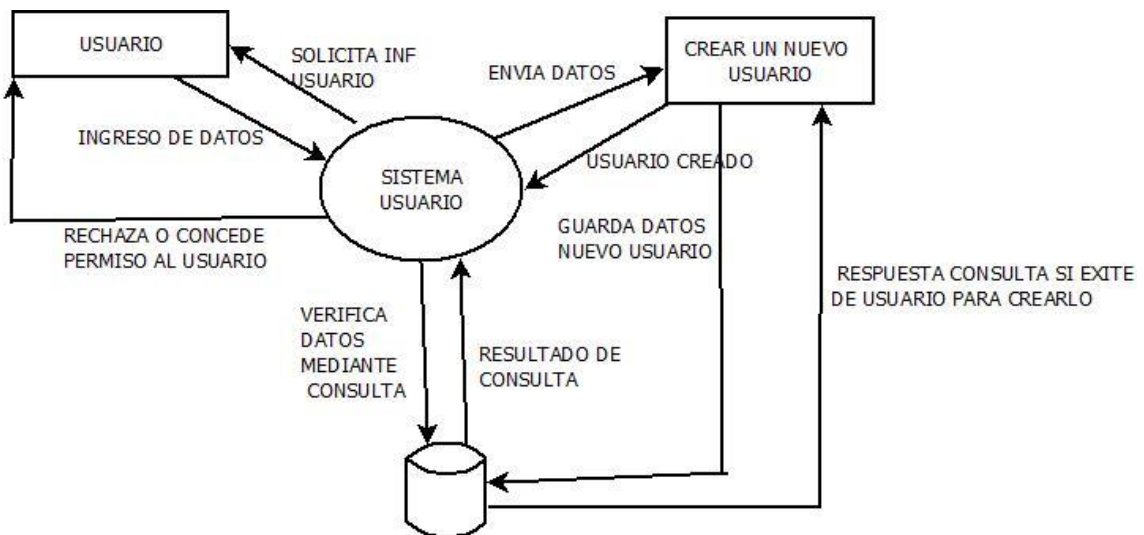 USUARIO
SOLICITA INF
USUARIO
ENVIA DATOS
CREAR UN NUEVO
USUARIO
INGRESO DE DATOS
USUARIO CREADO
SISTEMA
USUARIO
RECHAZA O CONCEDE
PERMISO AL USUARIO
GUARDA DATOS
NUEVO USUARIO
RESPUESTA CONSULTA SI EXITE
DE USUARIO PARA CREARLO
VERIFICA
DATOS
MEDIANTE
CONSULTA
RESULTADO DE
CONSULTA